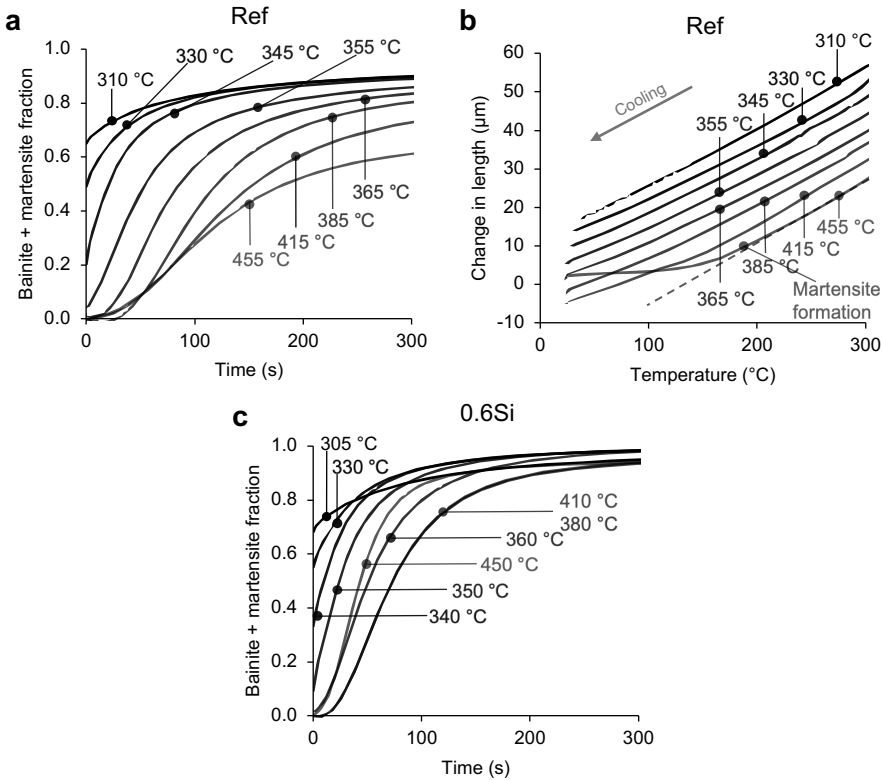 a
Ref
Bainite + martensite fraction
1.0
0.8
0.6
0.4
0.2
0.0
310 °C
330 °C
345 °C
355 °C
365 °C
385 °C
415 °C
455 °C
0
100
200
300
Time (s)
b
Ref
Change in length (µm)
60
50
40
30
20
10
0
-10
Cooling
310 °C
330 °C
345 °C
355 °C
455 °C
415 °C
385 °C
365 °C
Martensite
formation
0
100
200
300
Temperature (°C)
c
0.6Si
Bainite + martensite fraction
1.0
0.8
0.6
0.4
0.2
0.0
305 °C
330 °C
410 °C
380 °C
360 °C
450 °C
350 °C
340 °C
0
100
200
300
Time (s)